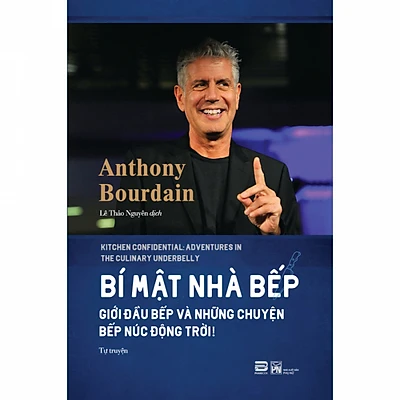 Anthony
Bourdain
Lê Thảo Nguyên dịch
KITCHEN CONFIDENTIAL: ADVENTURES IN
THE CULINARY UNDERBELLY
BÍ MẬT NHÀ BẾP
GIỚI ĐẦU BẾP VÀ NHỮNG CHUYỆN
BẾP NÚC ĐỘNG TRỜI!
Tự truyện